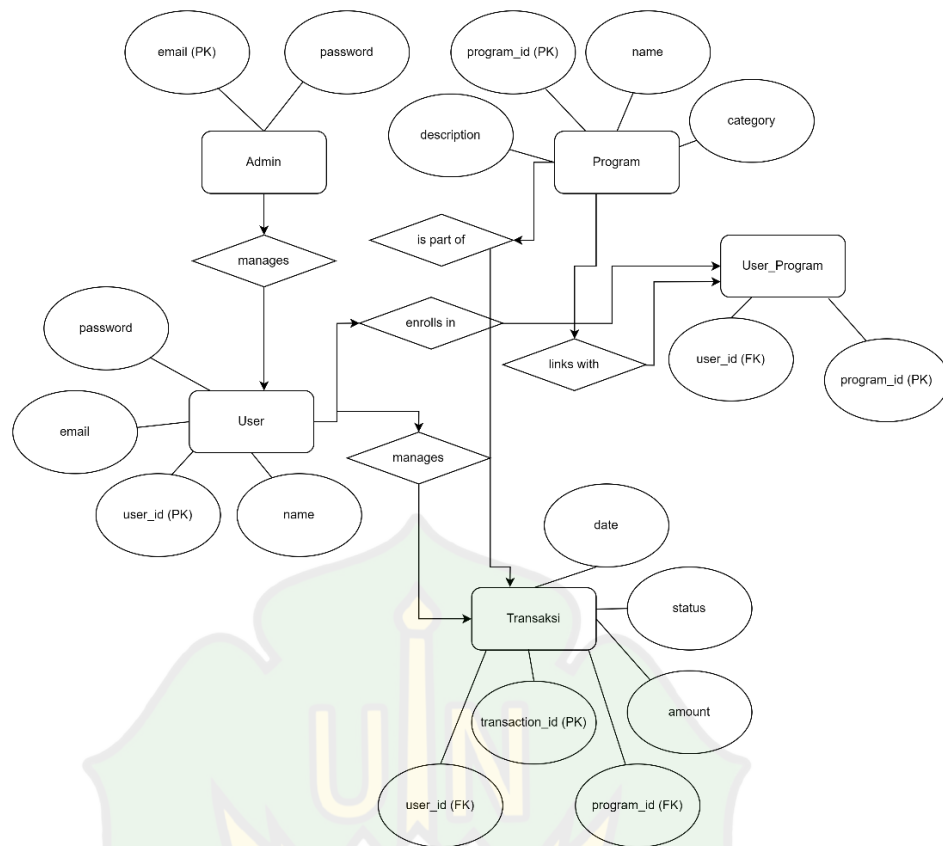 email (PK)
password
program_id (PK)
name
description
category
Admin
Program
is part of
manages
User_Program
enrolls in
links with
user_id (FK)
program_id (PK)
password
email
User
manages
user_id (PK)
name
date
Transaksi
status
transaction_id (PK)
amount
user_id (FK)
program_id (FK)
UIN